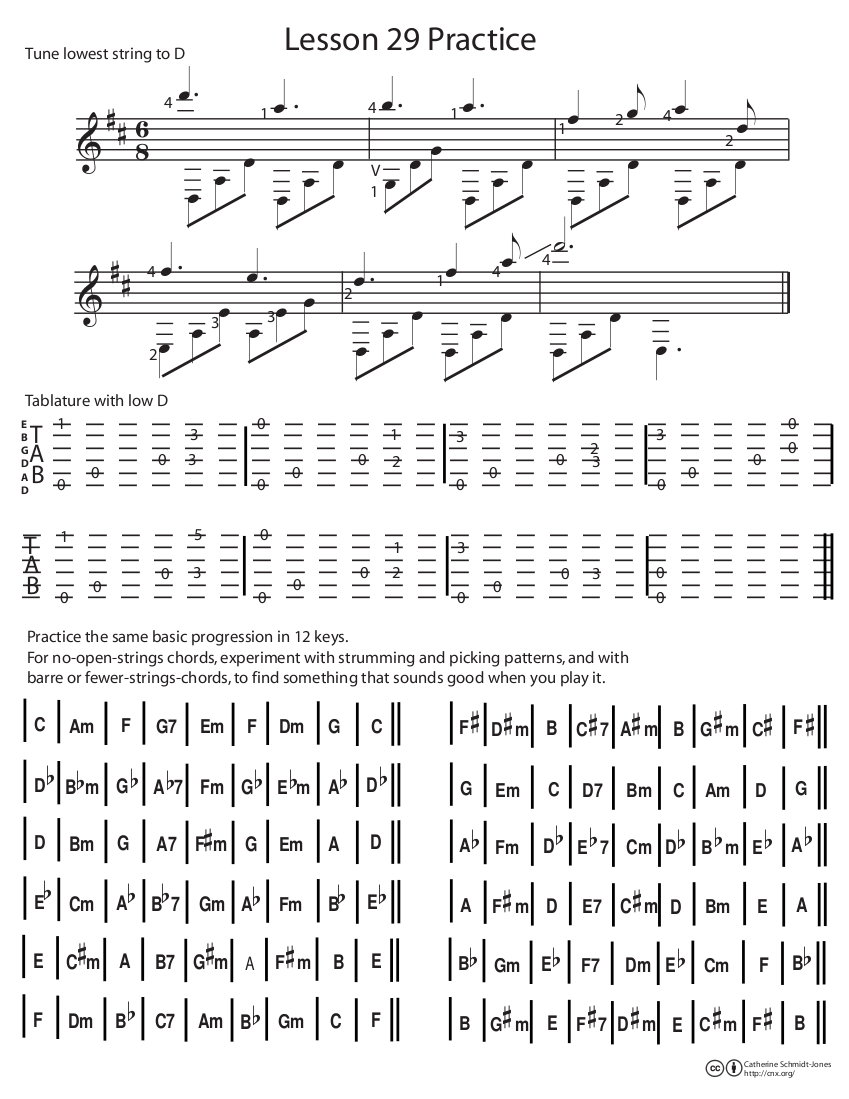 Lesson 29 Practice
Tune lowest string to D
4 1 4 1 1 2 4 2
6
8
V
1
4 2 1 4 4
2 3 3
Tablature with low D
E 1 0 0
B T 3 1 3 3
G 2 0
D A 0 3 0 2 0 3 0
A B 0 0 0 0
D 0 0 0 0
1 5 0
T 1 3
A
B 0 3 0 2 0 3 0
0 0 0
0 0 0 0
Practice the same basic progression in 12 keys.
For no-open-strings chords, experiment with strumming and picking patterns, and with
barre or fewer-strings-chords, to find something that sounds good when you play it.
C Am F G7 Em F Dm G C
D♭ B♭m G♭ A♭7 Fm G♭ E♭m A♭ D♭
D Bm G A7 F♯m G Em A D
E♭ Cm A♭ B♭7 Gm A♭ Fm B♭ E♭
E C♯m A B7 G♯m A F♯m B E
F Dm B♭ C7 Am B♭ Gm C F
F♯ D♯m B C♯7 A♯m B G♯m C♯ F♯
G Em C D7 Bm C Am D G
A♭ Fm D♭ E♭7 Cm D♭ B♭m E♭ A♭
A F♯m D E7 C♯m D Bm E A
B♭ Gm E♭ F7 Dm E♭ Cm F B♭
B G♯m E F♯7 D♯m E C♯m F♯ B
cc Catherine Schmidt-Jones
http://cnx.org/